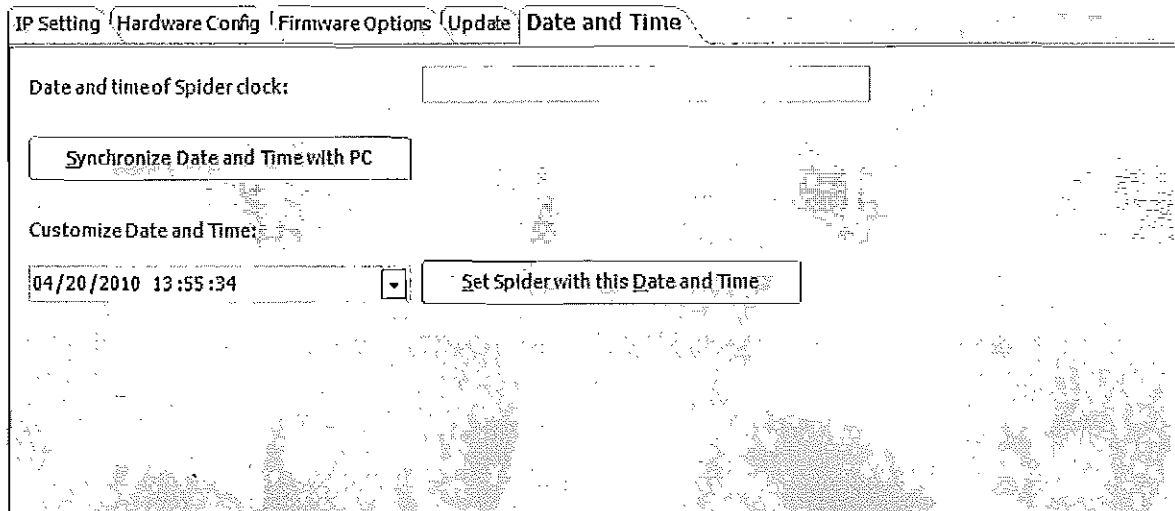 IP Setting Hardware Config Firmware Options Update Date and Time
Date and time of Spider clock:
Synchronize Date and Time with PC
Customize Date and Time:
04/20/2010 13:55:34 Set Spider with this Date and Time